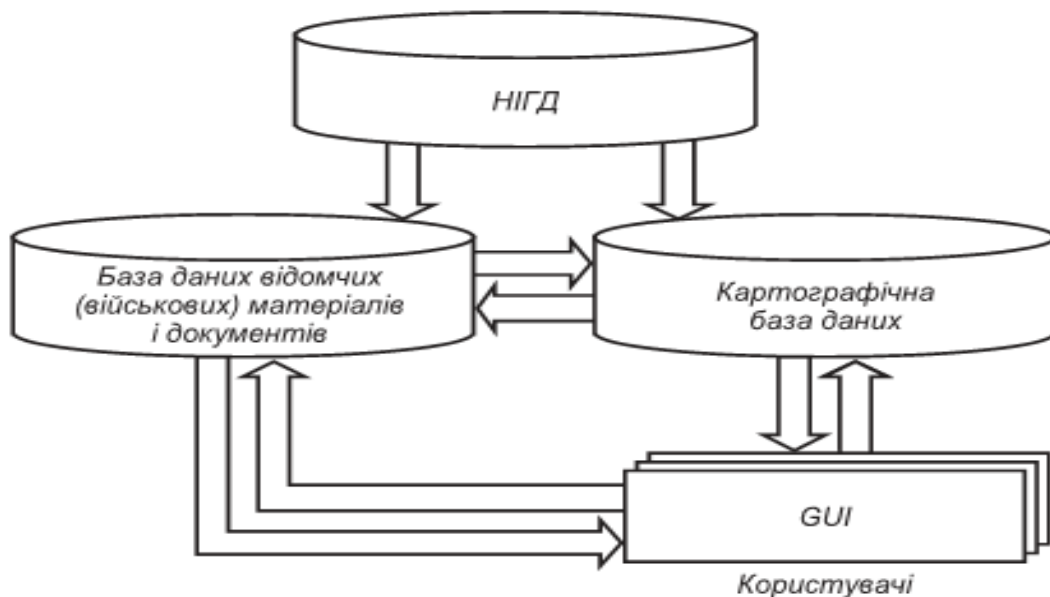 НІГД
База даних відомчих
(військових) матеріалів
і документів
Картографічна
база даних
GUI
Користувачі